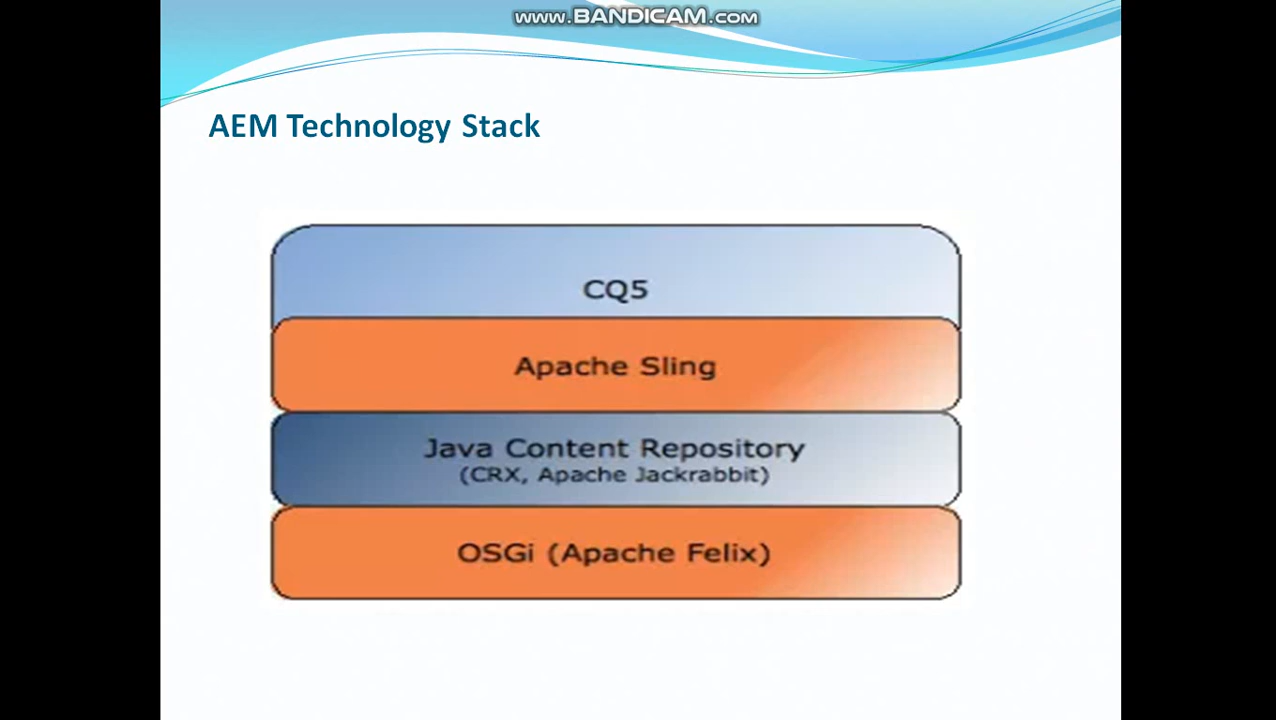 www.BANDICAM.com
AEM Technology Stack
CQ5
Apache Sling
Java Content Repository
(CRX, Apache Jackrabbit)
OSGi (Apache Felix)